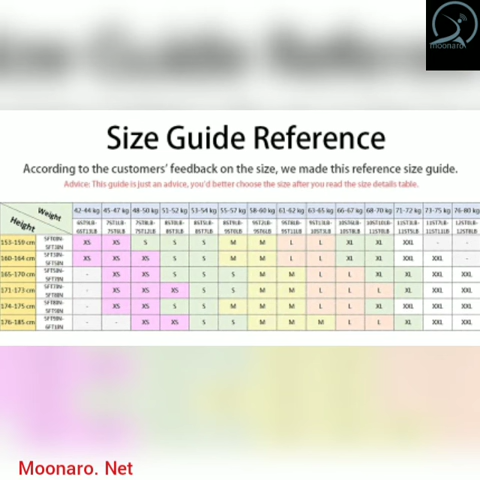 moonaro
Size Guide Reference
According to the customers' feedback on the size, we made this reference size guide.
Advice: This guide is just an advice, you'd better choose the size after you read the size details table.
Weight 42-44 kg 45-47 kg 48-50 kg 51-52 kg 53-54 kg 55-57 kg 58-60 kg 61-62 kg 63-65 kg 66-67 kg 68-70 kg 71-72 kg 73-75 kg 76-80 kg
Height
153-159 cm XS XS S S S M M L L XL XL XXL - -
160-164 cm XS XS XS S S M M L L XL XL XXL XXL -
165-170 cm - XS XS S S S M M L L XL XL XXL XXL
171-173 cm - XS XS XS S S M M L L L XL XXL XXL
174-175 cm - XS XS S S M M M L L XL XXL XXL XXL
176-185 cm - - XS XS S S M M M L L XL XXL XXL
Moonaro. Net